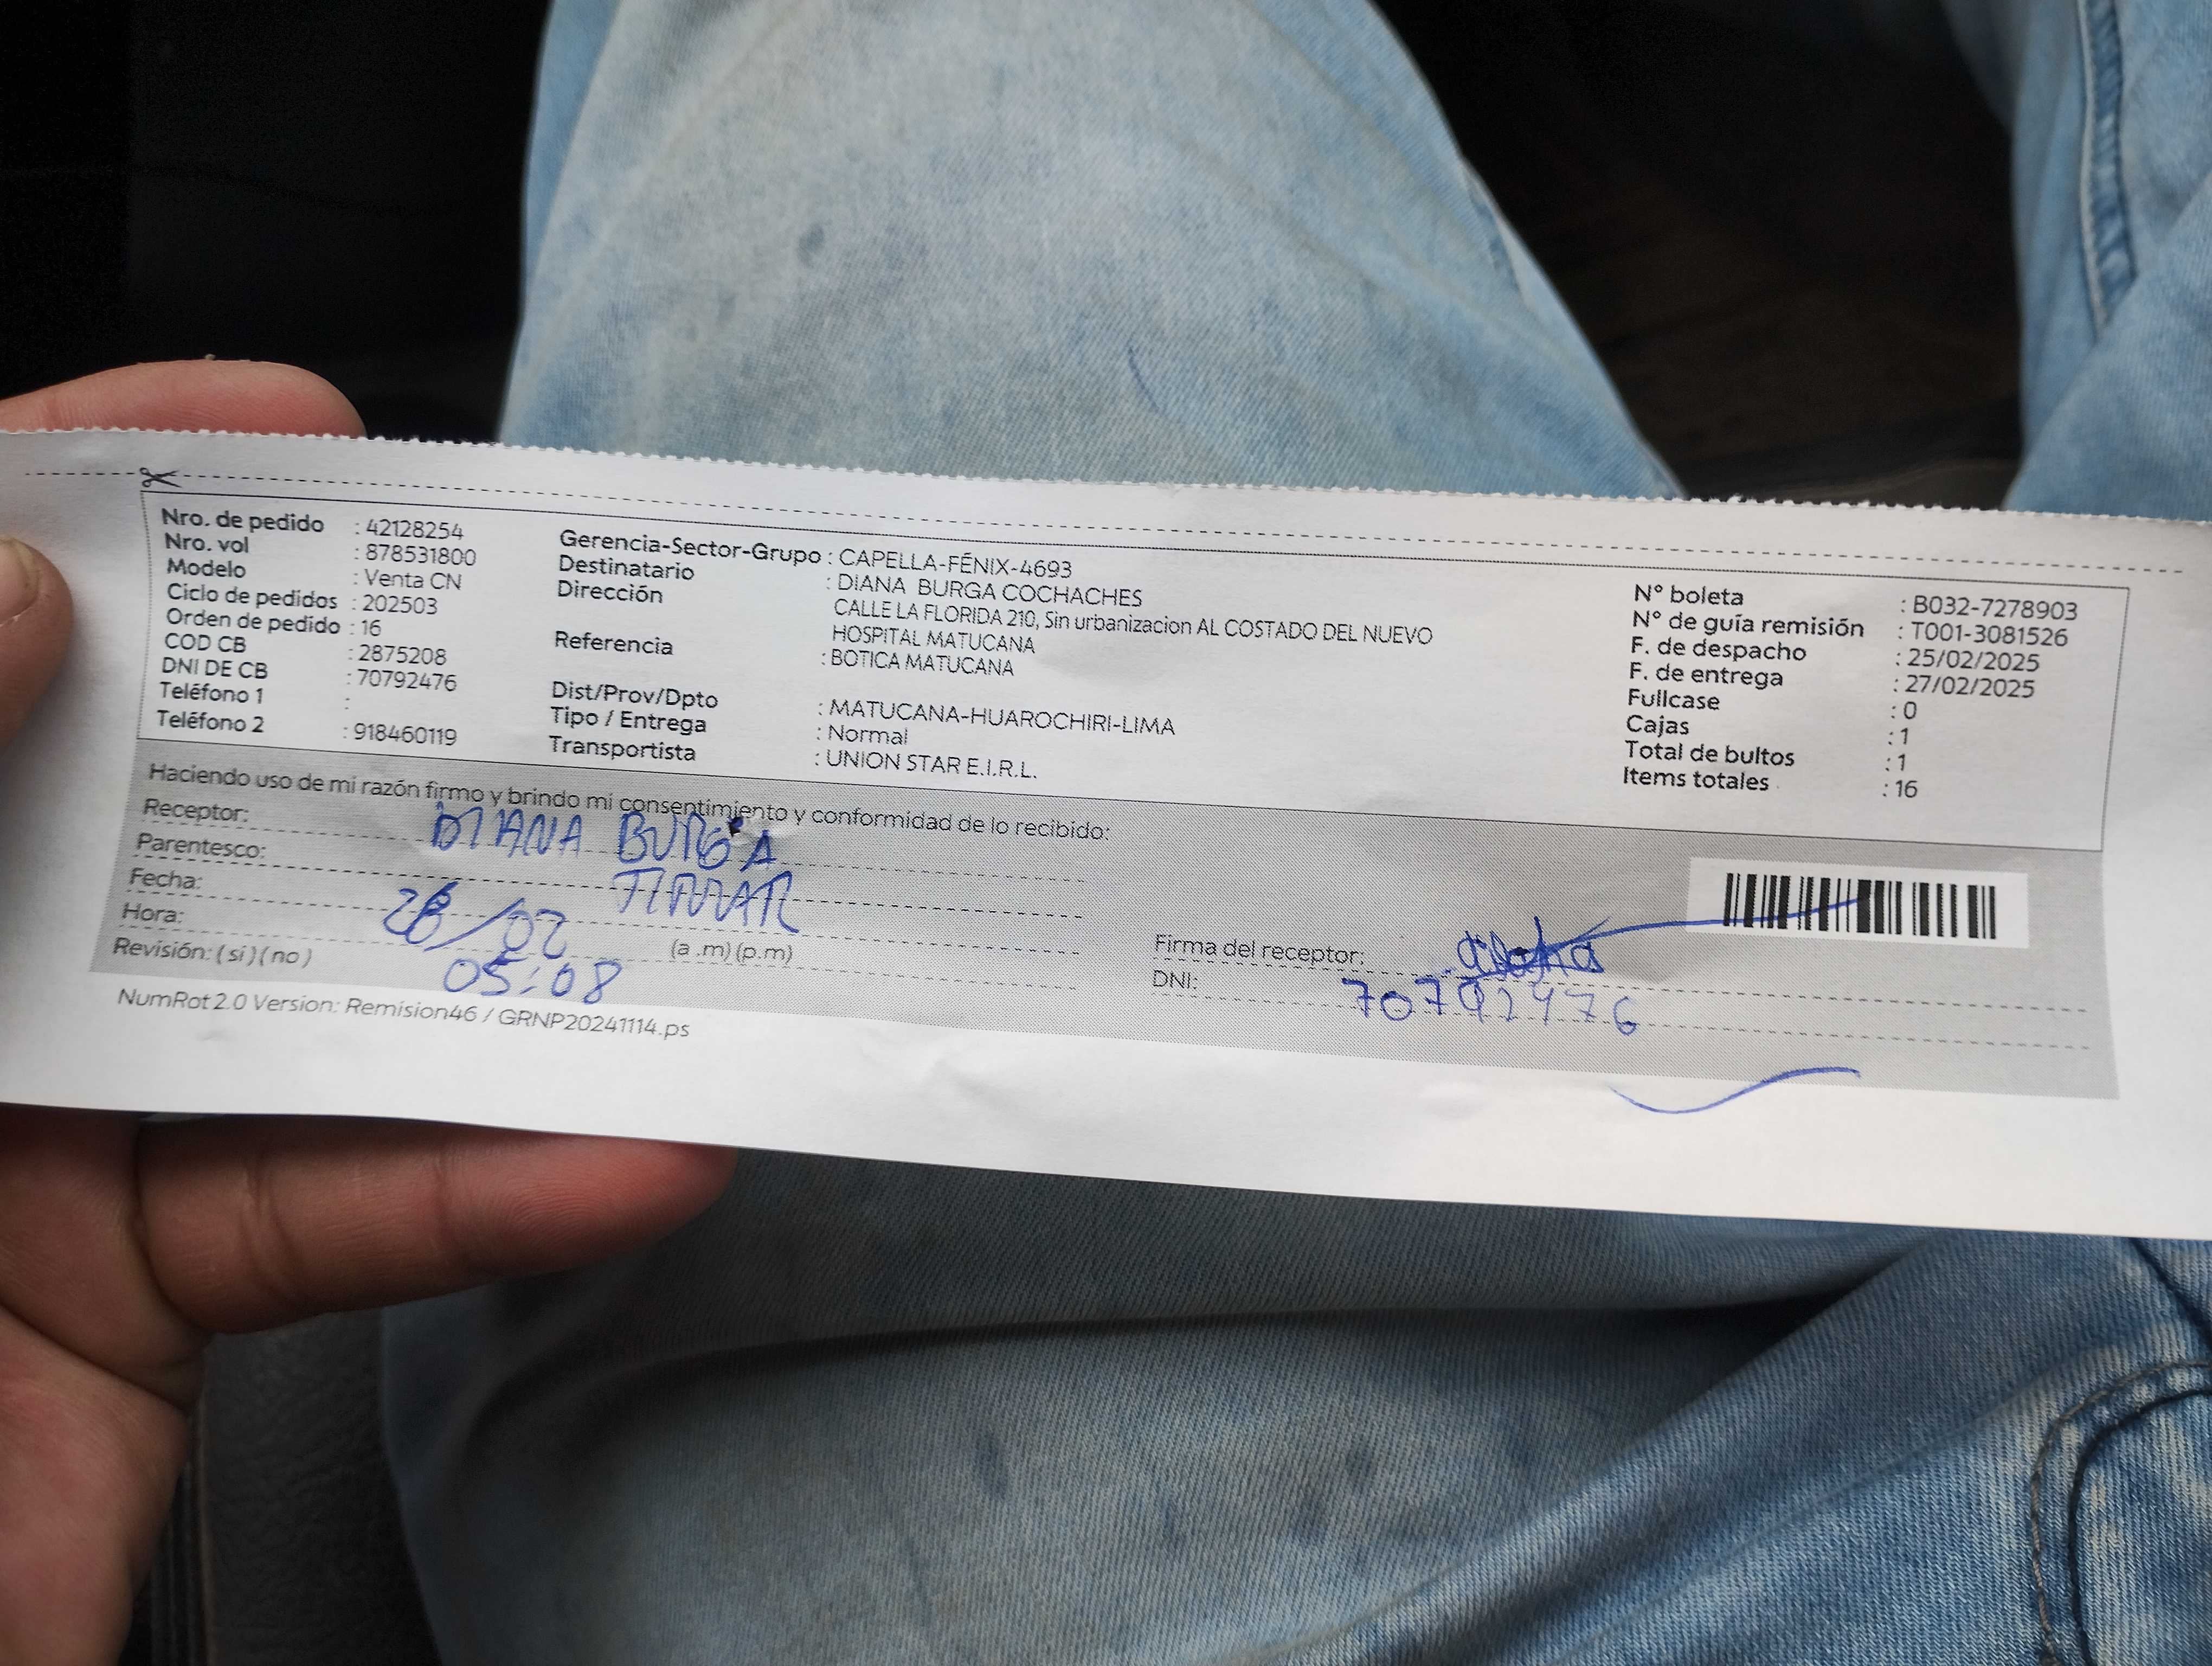 Nro. de pedido : 42128254
Nro. vol : 878531800
Modelo : Venta CN
Ciclo de pedidos : 202503
Orden de pedido : 16
COD CB : 2875208
DNI DE CB : 70792476
Teléfono 1 :
Teléfono 2 : 918460119
Gerencia-Sector-Grupo : CAPELLA-FÉNIX-4693
Destinatario : DIANA BURGA COCHACHES
Dirección CALLE LA FLORIDA 210, Sin urbanizacion AL COSTADO DEL NUEVO
HOSPITAL MATUCANA
Referencia : BOTICA MATUCANA
Dist/Prov/Dpto : MATUCANA-HUAROCHIRI-LIMA
Tipo / Entrega : Normal
Transportista : UNION STAR E.I.R.L.
N° boleta : B032-7278903
N° de guía remisión : T001-3081526
F. de despacho : 25/02/2025
F. de entrega : 27/02/2025
Fullcase : 0
Cajas : 1
Total de bultos : 1
Items totales : 16
Haciendo uso de mi razón firmo y brindo mi consentimiento y conformidad de lo recibido:
Receptor: DIANA BURGA
Parentesco:
Fecha:
Hora: 05:08 (a .m) (p.m)
Revisión: ( si ) ( no )
Firma del receptor:
DNI: 70792476
NumRot 2.0 Version: Remision46 / GRNP20241114.ps